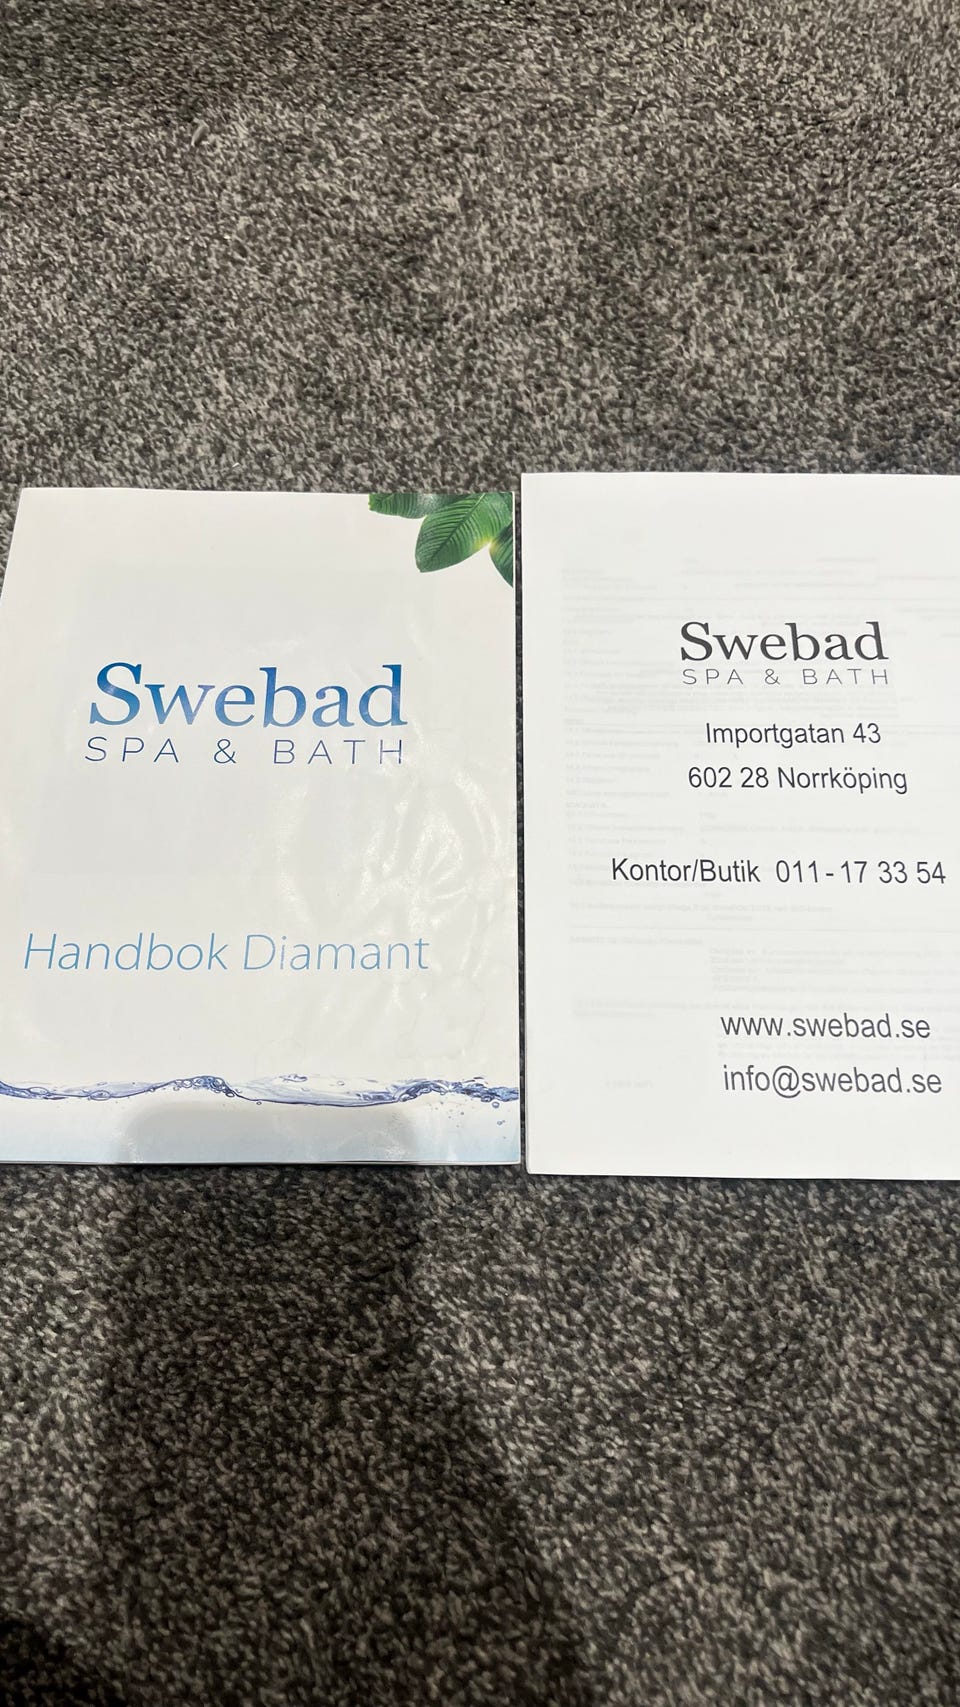 Swebad
SPA & BATH
Handbok Diamant
Swebad
SPA & BATH
Importgatan 43
602 28 Norrköping
Kontor/Butik 011-17 33 54
www.swebad.se
info@swebad.se